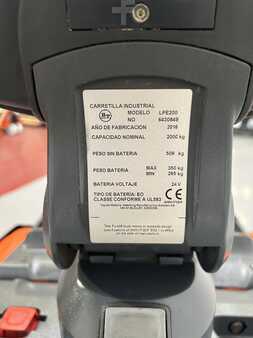 CARRETILLA INDUSTRIAL
MODELO LPE200
NO 6430849
AÑO DE FABRICACIÓN 2016
CAPACIDAD NOMINAL 2000 kg
PESO SIN BATERIA 509 kg
PESO BATERIA MAX 350 kg
MIN 265 kg
BATERIA VOLTAJE 24 V
TIPO DE BATERIA: EO
CLASSE CONFORME A UL583